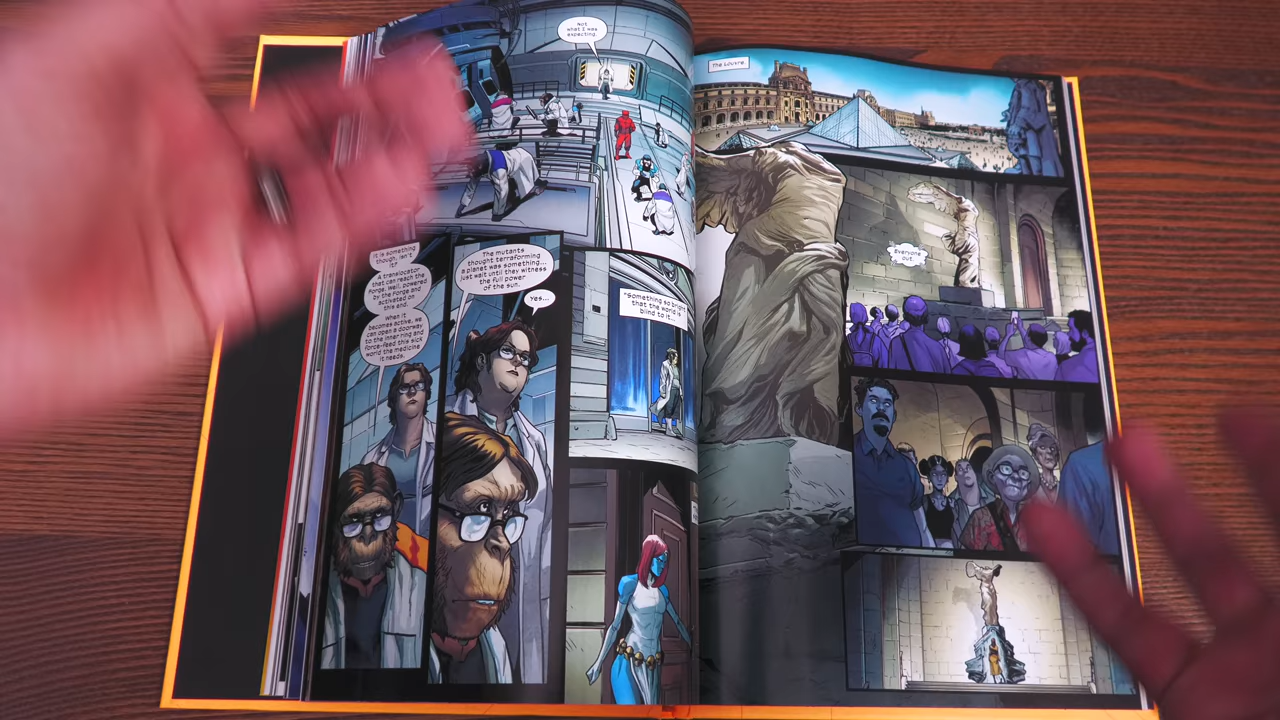 Not
what I was
expecting.
It is something
though, isn't
it?
A translocator
that can reach the
Forge. Well, powered
by the Forge and
activated on
this end.
When it
becomes active, we
can open a doorway
to the inner ring and
force-feed this sick
world the medicine
it needs.
The mutants
thought terraforming
a planet was something...
just wait until they witness
the full power
of the sun.
Yes...
"Something so bright
that the world is
blind to it.
The Louvre.
Everyone
out.